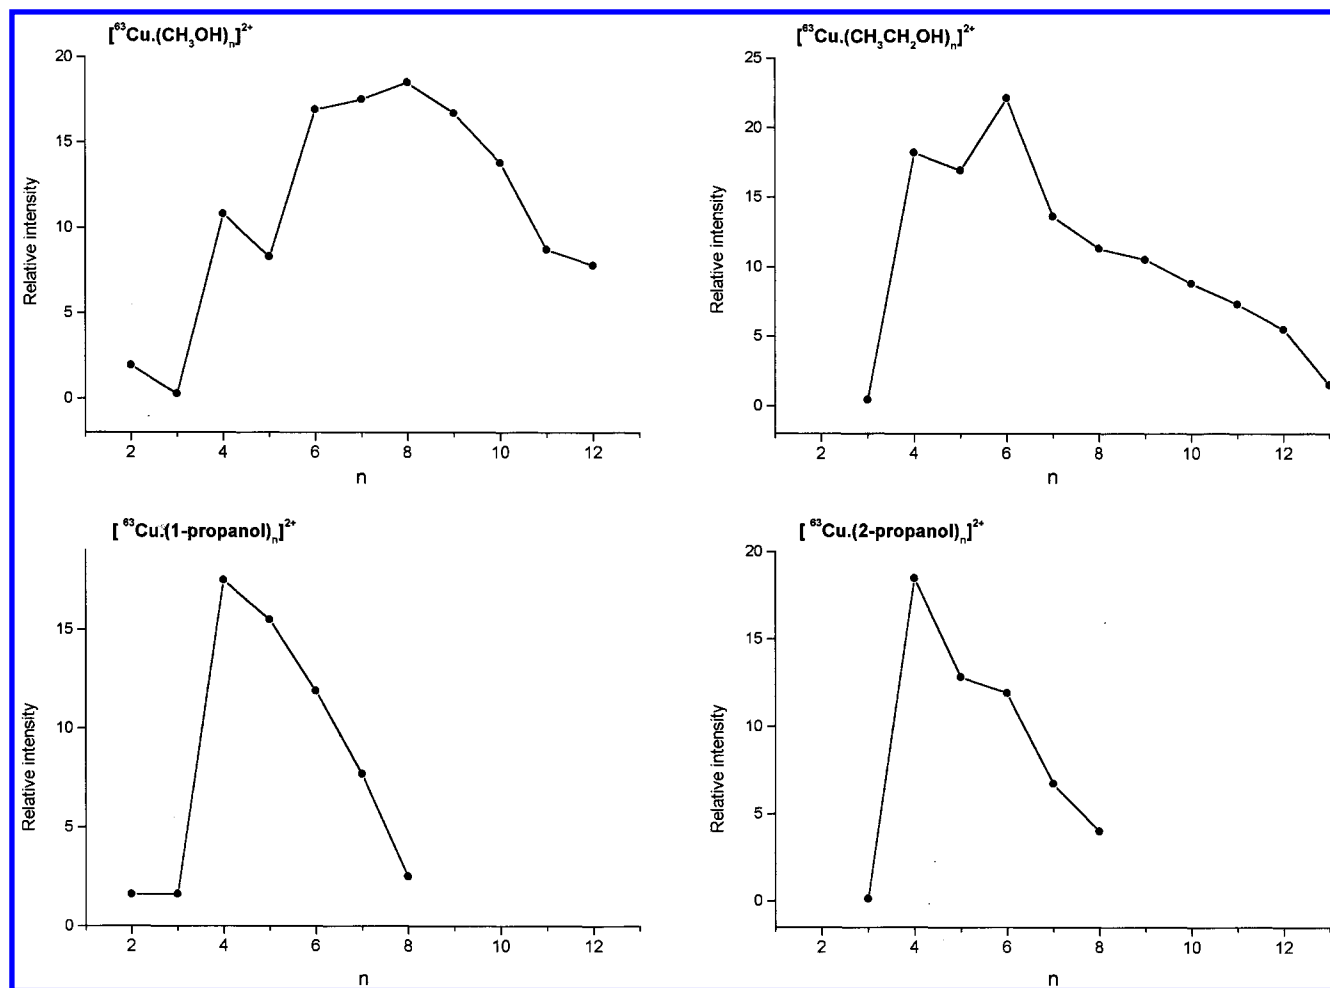 [⁶³Cu.(CH₃OH)ₙ]²⁺
20
15
10
5
0
Relative intensity
2 4 6 8 10 12
n
[⁶³Cu.(CH₃CH₂OH)ₙ]²⁺
25
20
15
10
5
0
Relative intensity
2 4 6 8 10 12
n
[ ⁶³Cu.(1-propanol)ₙ]²⁺
15
10
5
0
Relative intensity
2 4 6 8 10 12
n
[ ⁶³Cu.(2-propanol)ₙ]²⁺
20
15
10
5
0
Relative intensity
2 4 6 8 10 12
n